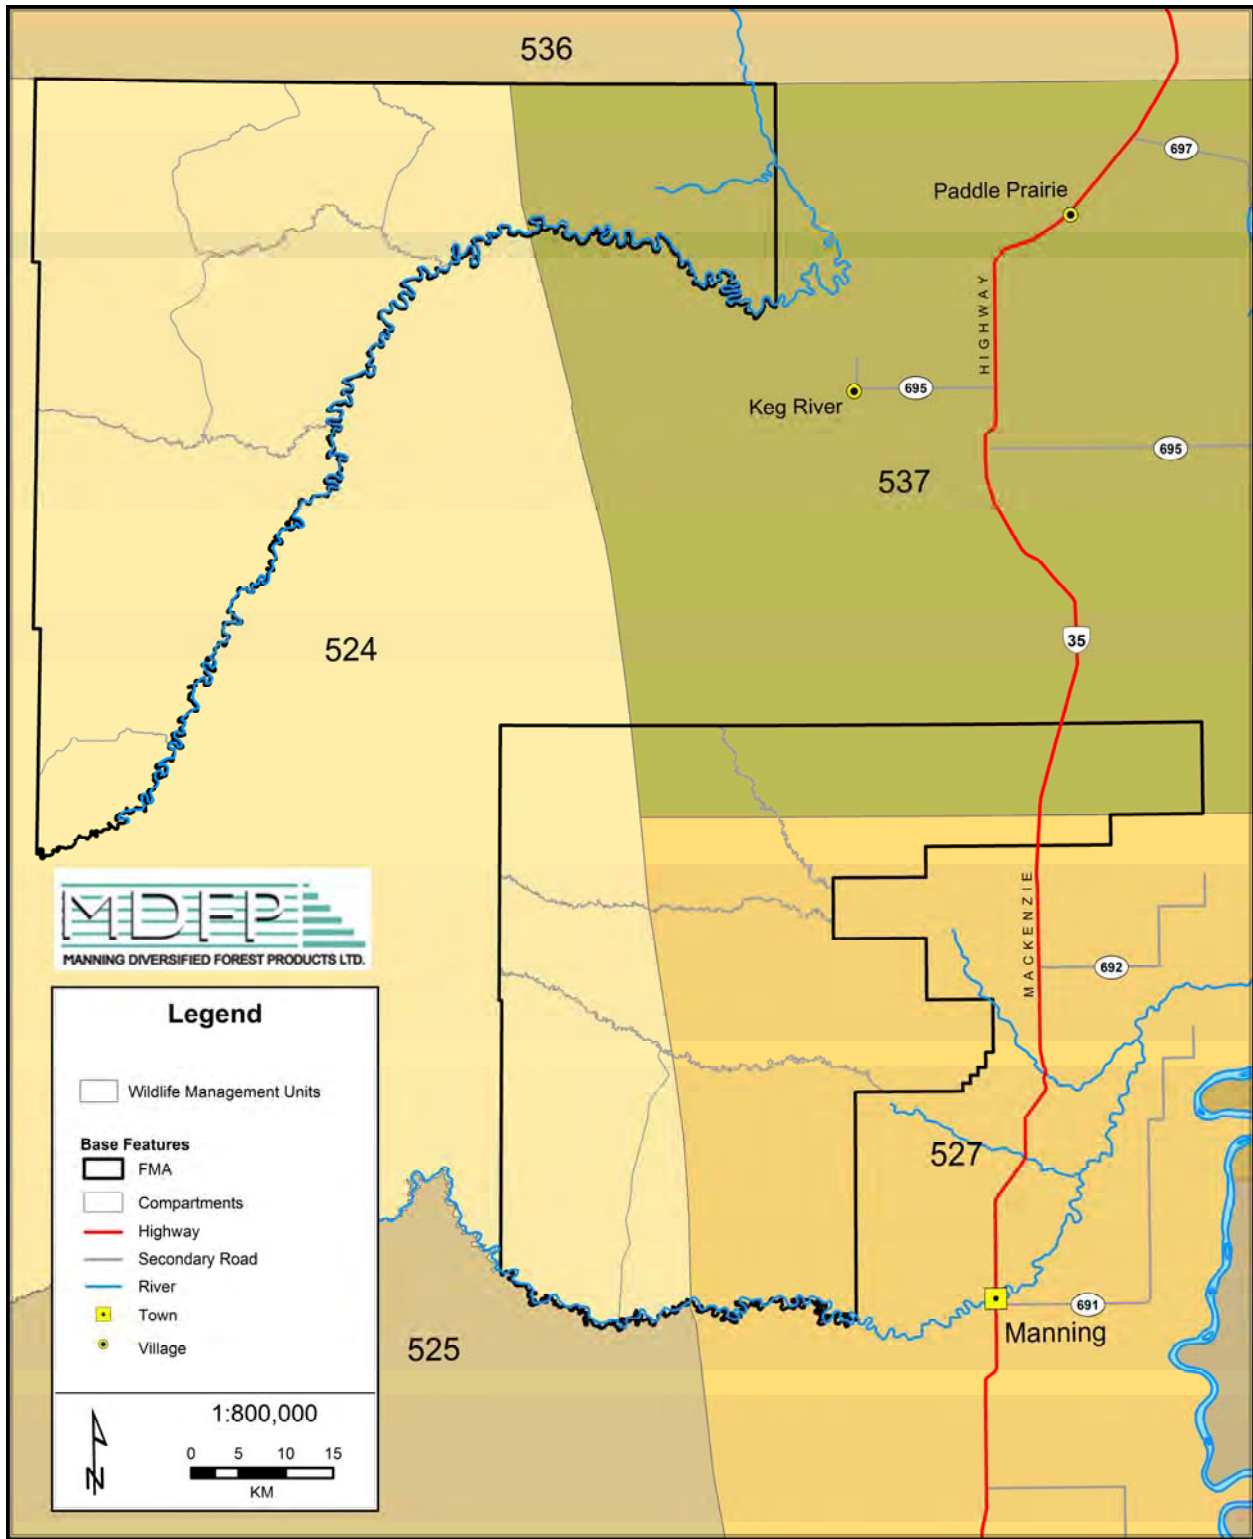 536
697
Paddle Prairie
HIGHWAY
695
Keg River
695
537
35
524
MACKENZIE
MDFP
MANNING DIVERSIFIED FOREST PRODUCTS LTD.
692
Legend
Wildlife Management Units
Base Features
FMA
Compartments
Highway
Secondary Road
River
Town
Village
527
691
Manning
525
1:800,000
0 5 10 15
KM
N